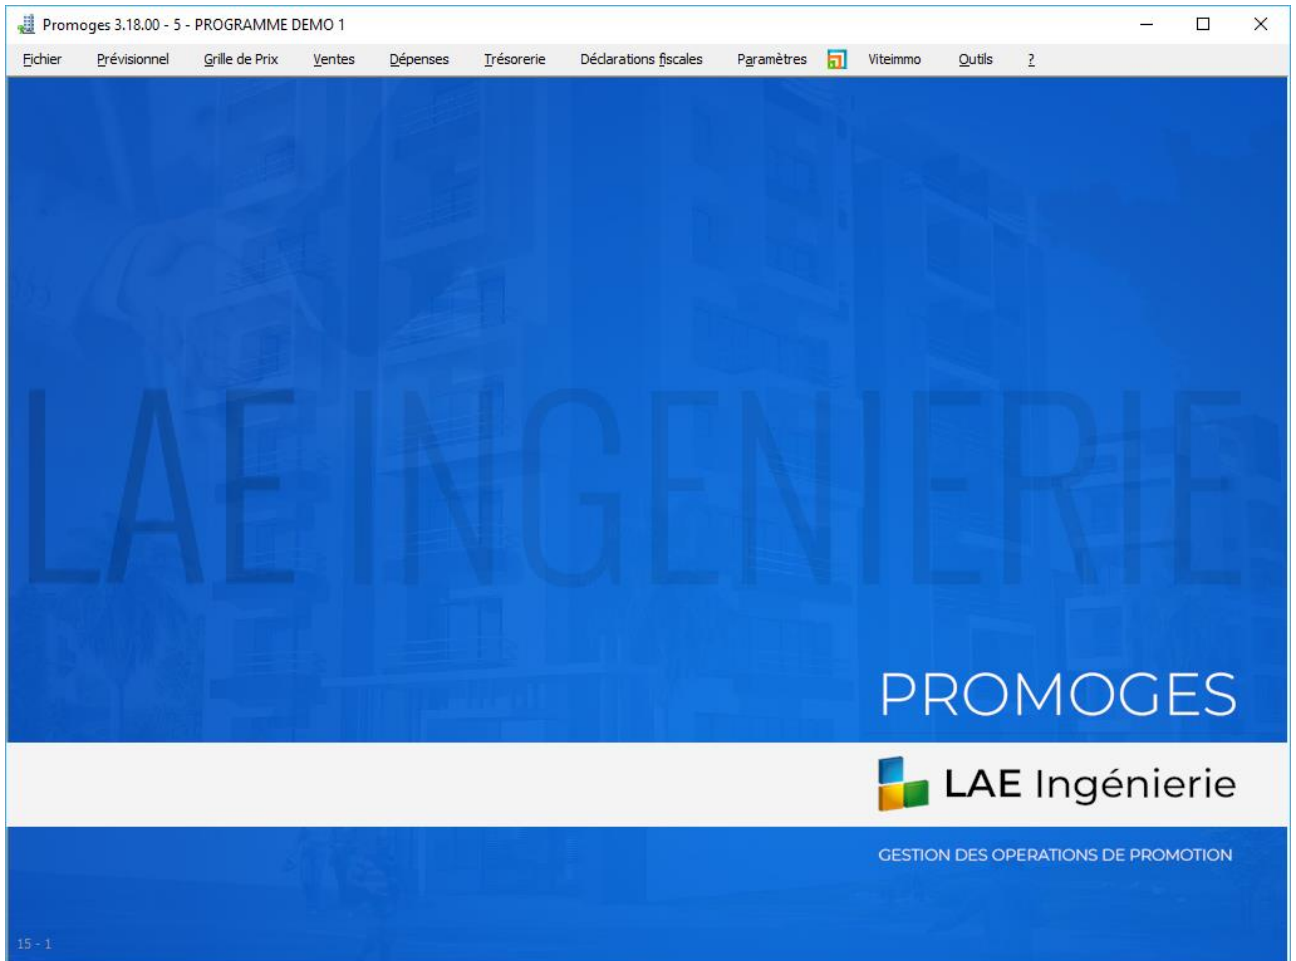 Promoges 3.18.00 - 5 - PROGRAMME DEMO 1
Fichier Prévisionnel Grille de Prix Ventes Dépenses Trésorerie Déclarations fiscales Paramètres Viteimmo Outils ?
LAE INGENIERIE
PROMOGES
LAE Ingénierie
GESTION DES OPERATIONS DE PROMOTION
15 - 1